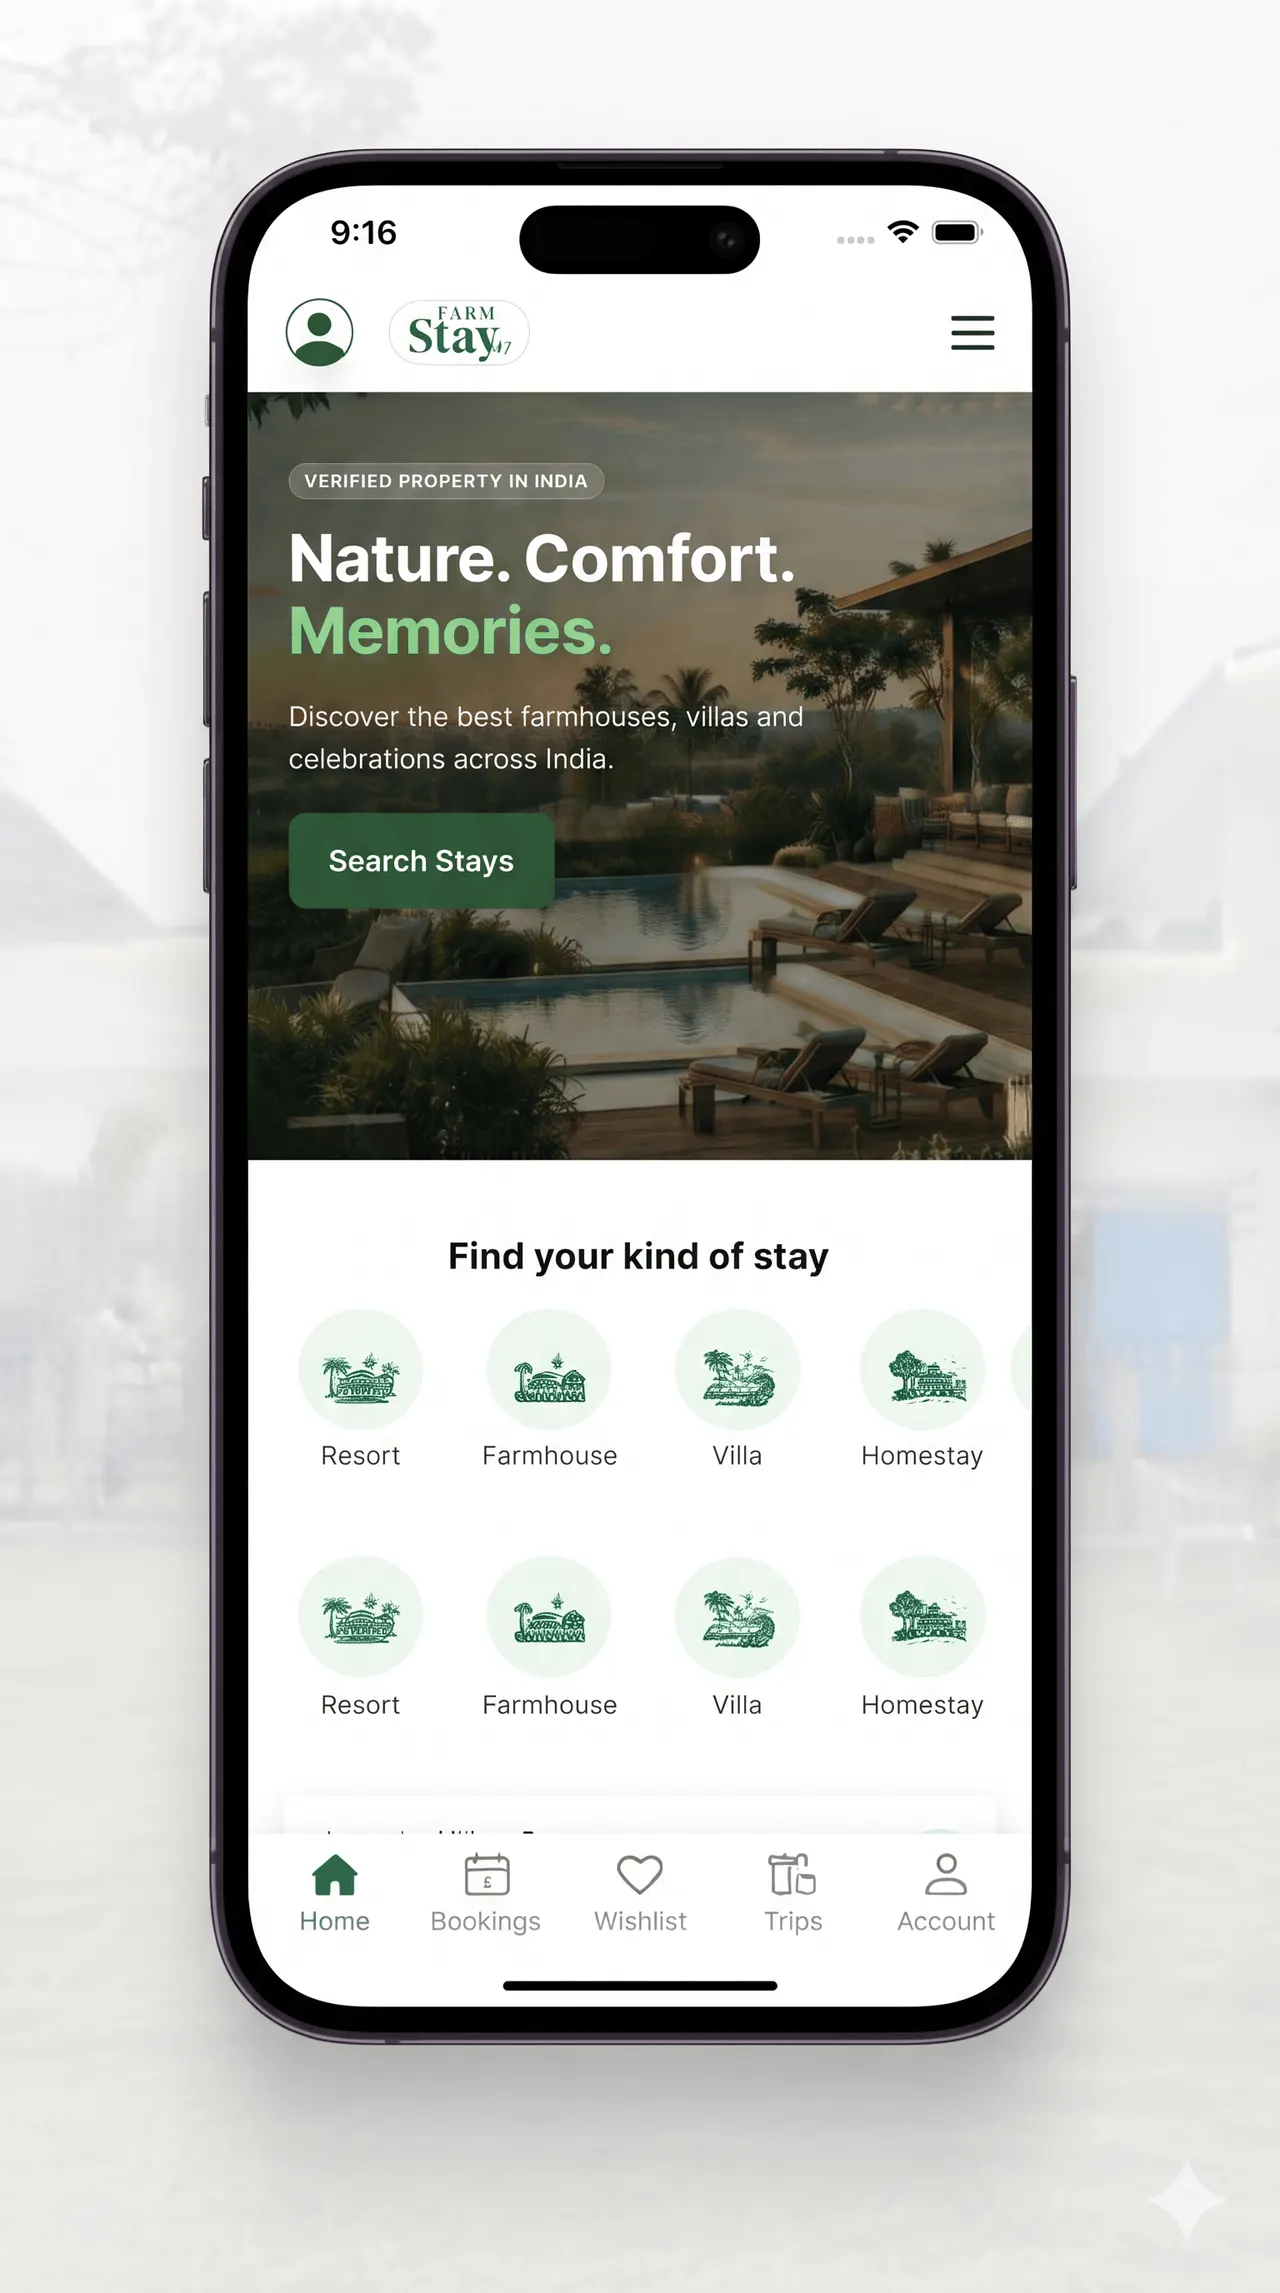 9:16
FARM
Stay
VERIFIED PROPERTY IN INDIA
Nature. Comfort.
Memories.
Discover the best farmhouses, villas and
celebrations across India.
Search Stays
Find your kind of stay
Resort Farmhouse Villa Homestay
Resort Farmhouse Villa Homestay
£
Home Bookings Wishlist Trips Account